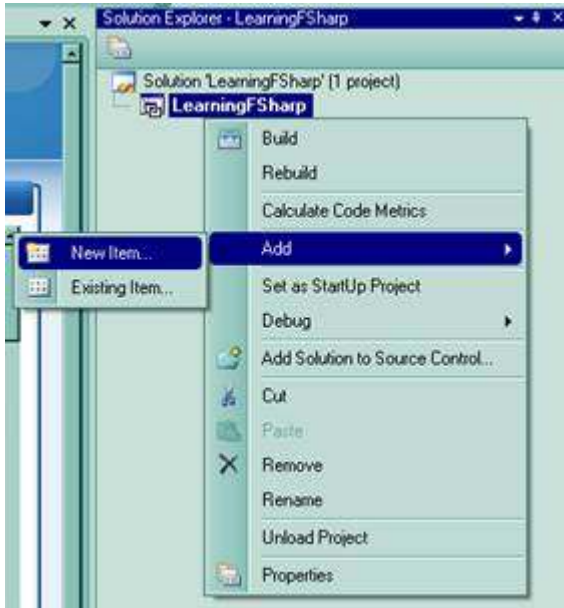 Solution Explorer - LearningFSharp
Solution 'LearningFSharp' (1 project)
LearningFSharp
Build
Rebuild
Calculate Code Metrics
Add
New Item...
Existing Item...
Set as StartUp Project
Debug
Add Solution to Source Control...
Cut
Paste
Remove
Rename
Unload Project
Properties